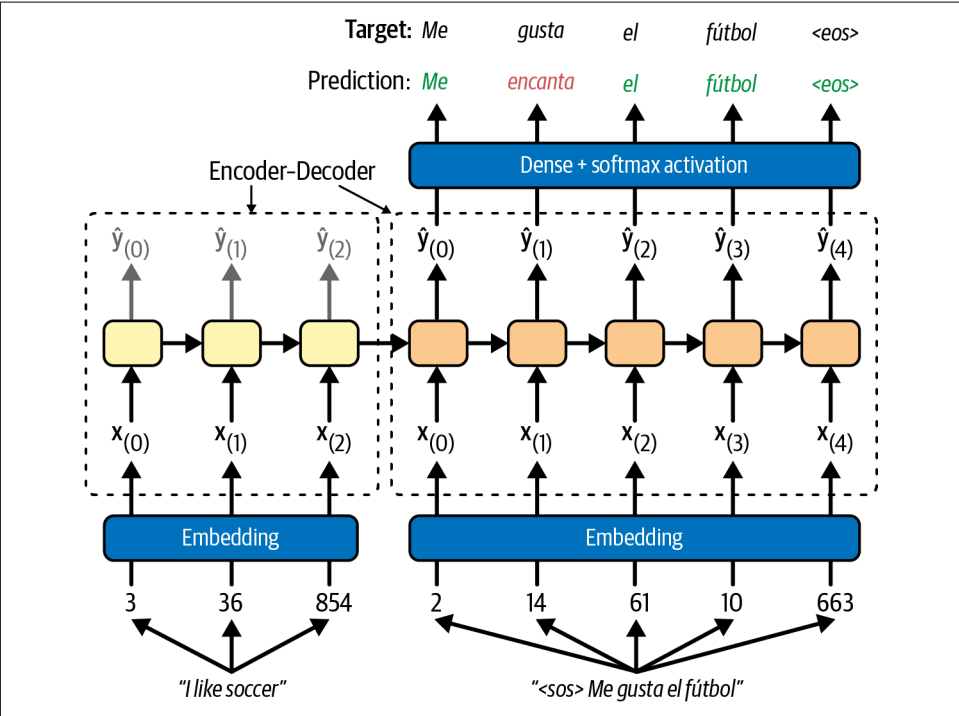 Target: Me gusta el fútbol <eos>
Prediction: Me encanta el fútbol <eos>
Dense + softmax activation
Encoder–Decoder
ŷ(0) ŷ(1) ŷ(2) ŷ(0) ŷ(1) ŷ(2) ŷ(3) ŷ(4)
x(0) x(1) x(2) x(0) x(1) x(2) x(3) x(4)
Embedding Embedding
3 36 854 2 14 61 10 663
“I like soccer” “<sos> Me gusta el fútbol”